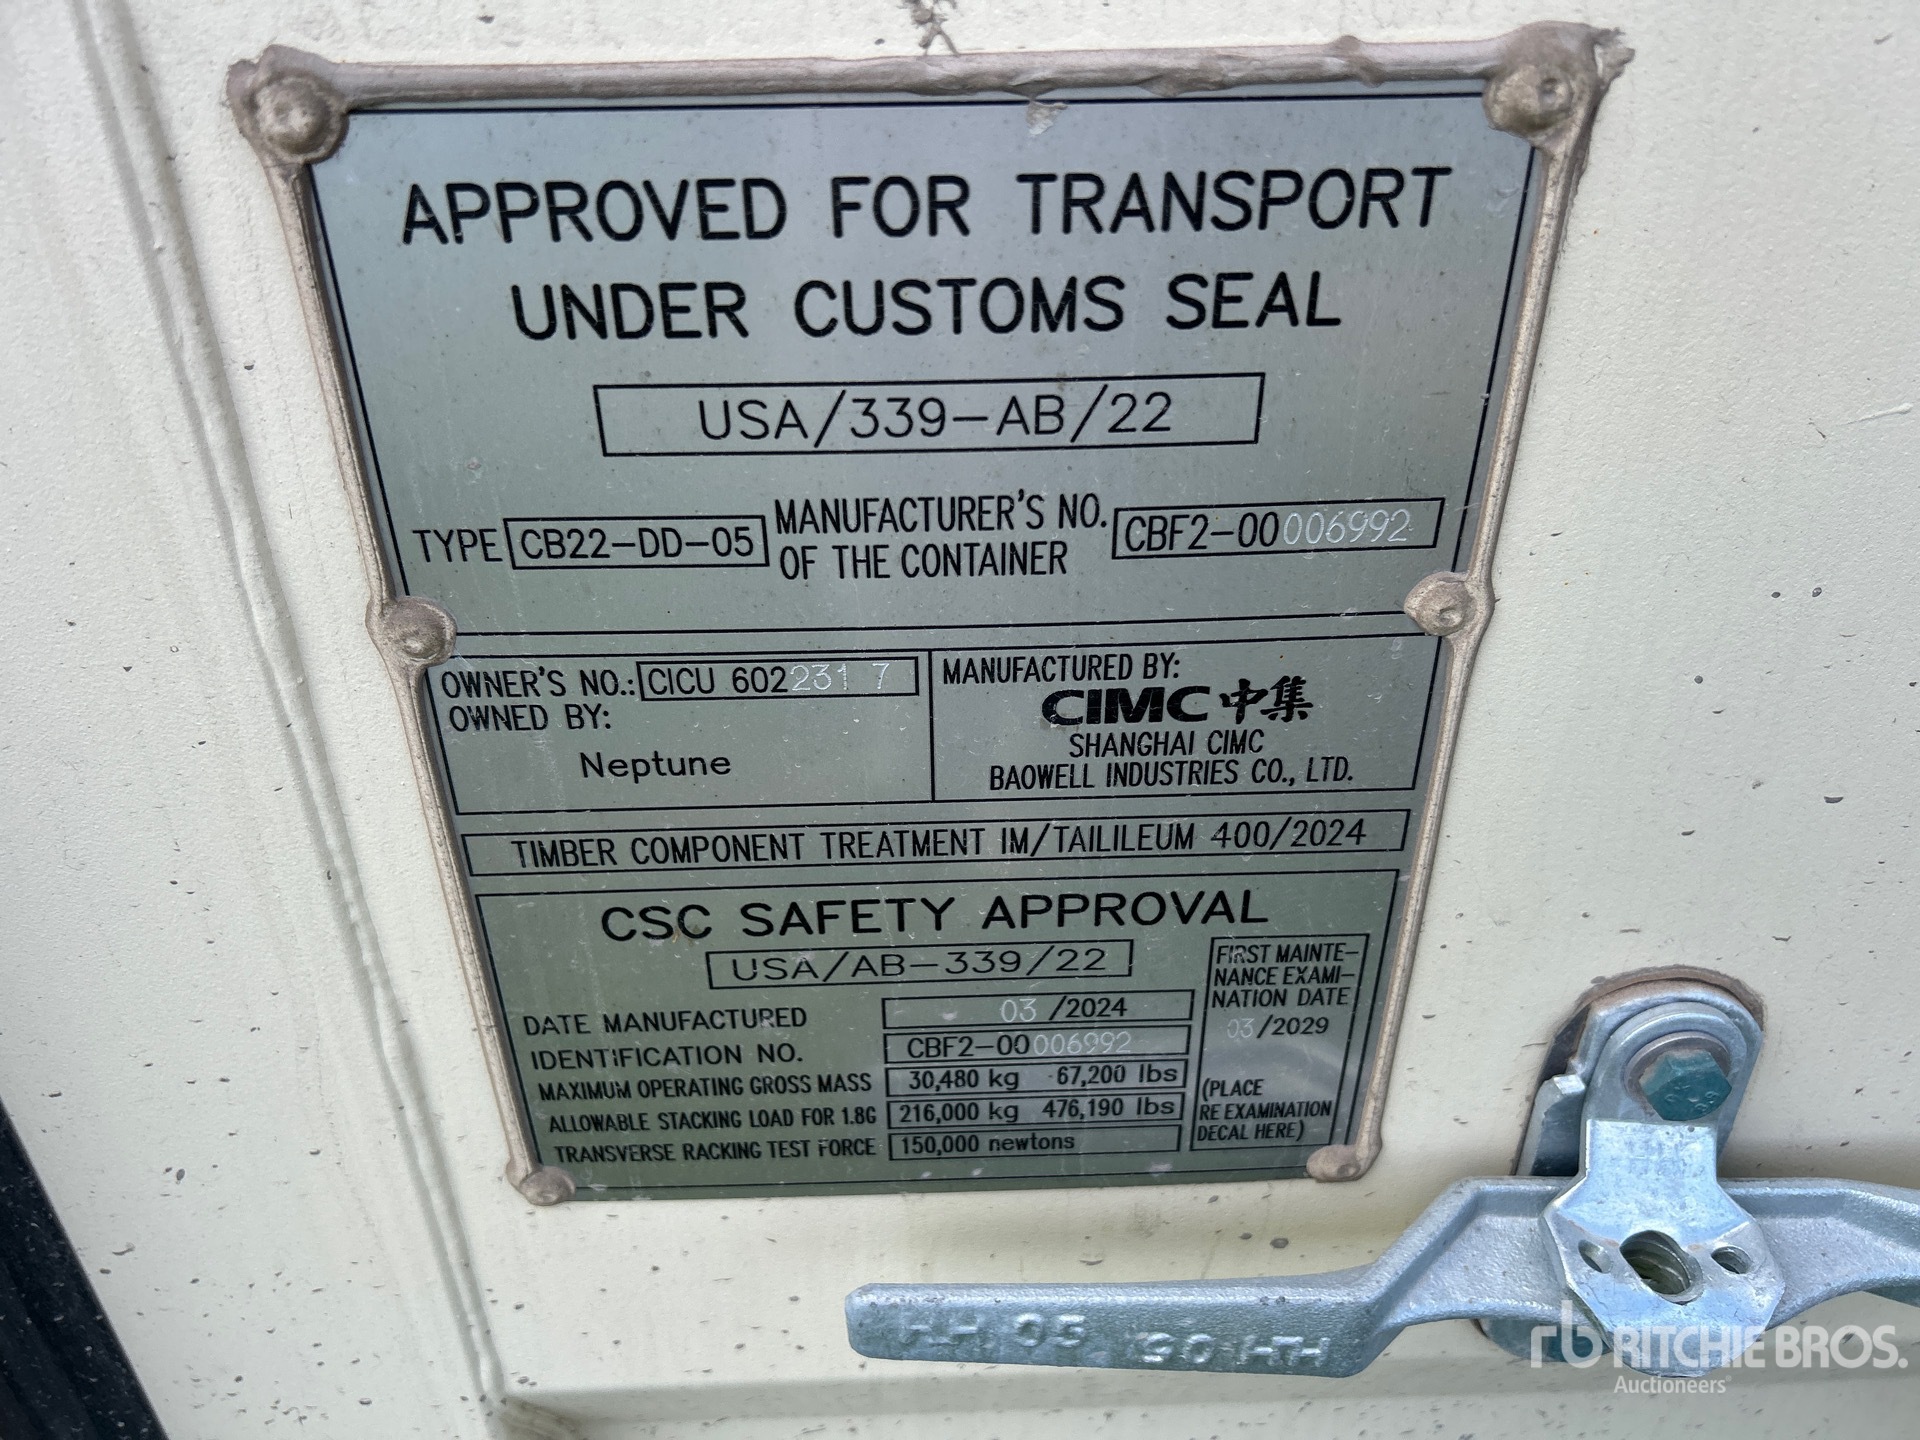 APPROVED FOR TRANSPORT
UNDER CUSTOMS SEAL
USA/339-AB/22
TYPE CB22-DD-05 MANUFACTURER'S NO. OF THE CONTAINER CBF2-00006992
OWNER'S NO.: CICU 602231 7
OWNED BY:
Neptune
MANUFACTURED BY:
CIMC 中集
SHANGHAI CIMC
BAOWELL INDUSTRIES CO., LTD.
TIMBER COMPONENT TREATMENT IM/TAILILEUM 400/2024
CSC SAFETY APPROVAL
USA/AB-339/22
DATE MANUFACTURED 03/2024
IDENTIFICATION NO. CBF2-00006992
MAXIMUM OPERATING GROSS MASS 30,480 kg 67,200 lbs
ALLOWABLE STACKING LOAD FOR 1.8G 216,000 kg 476,190 lbs
TRANSVERSE RACKING TEST FORCE 150,000 newtons
FIRST MAINTE-
NANCE EXAMI-
NATION DATE
03/2029
(PLACE
RE EXAMINATION
DECAL HERE)
rb RITCHIE BROS.
Auctioneers